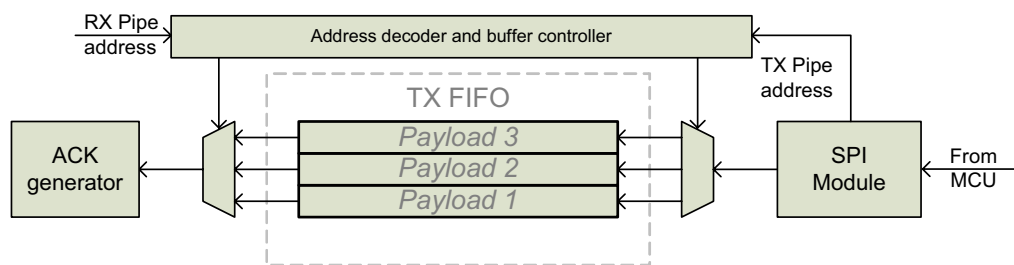 RX Pipe
address
Address decoder and buffer controller
TX Pipe
address
TX FIFO
ACK
generator
Payload 3
Payload 2
Payload 1
SPI
Module
From
MCU